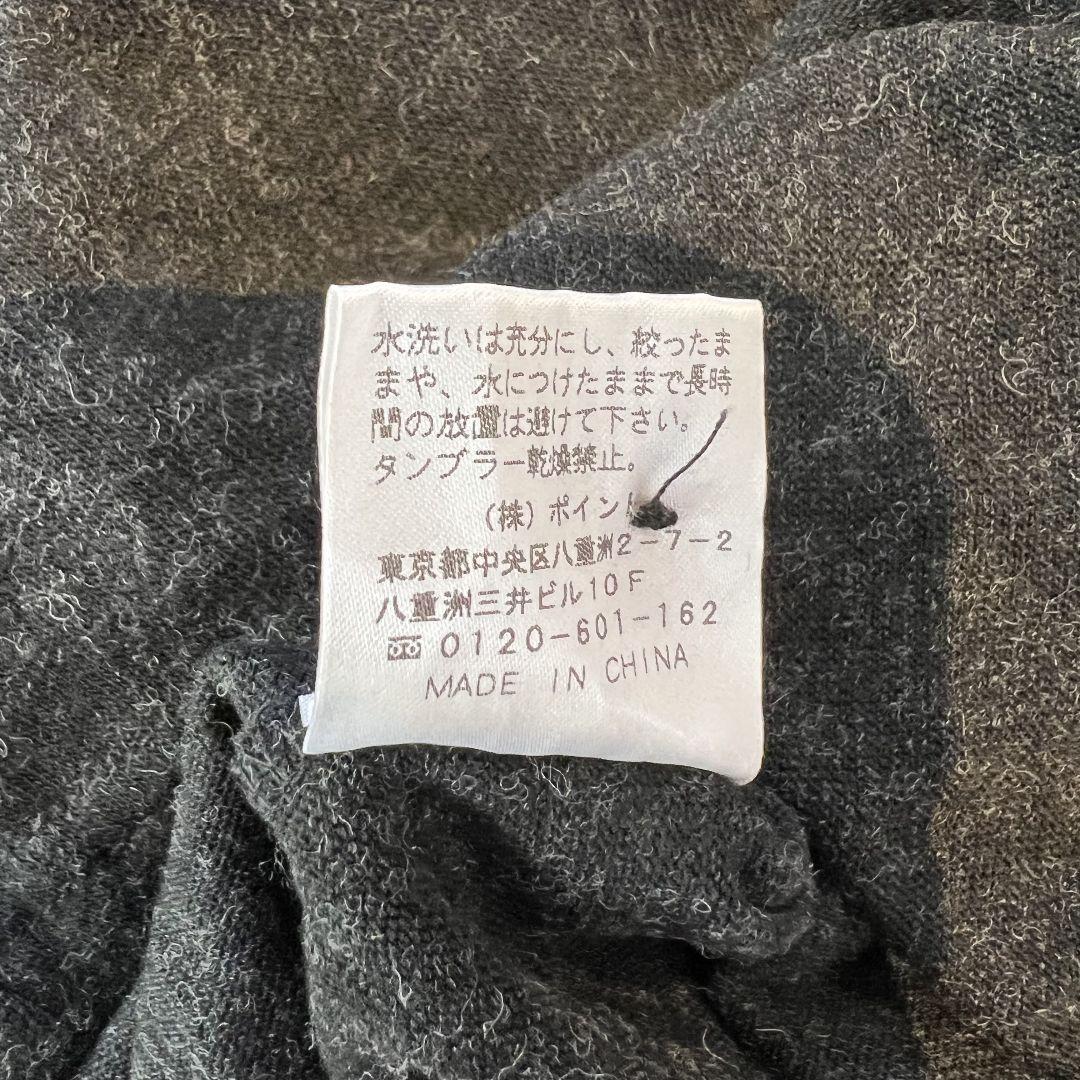 水洗いは充分にし、絞ったま
まや、水につけたままで長時
間の放置は避けて下さい。
タンブラー乾燥禁止。
(株)ポイント
東京都中央区八重洲2-7-2
八重洲三井ビル10F
0120-601-162
MADE IN CHINA